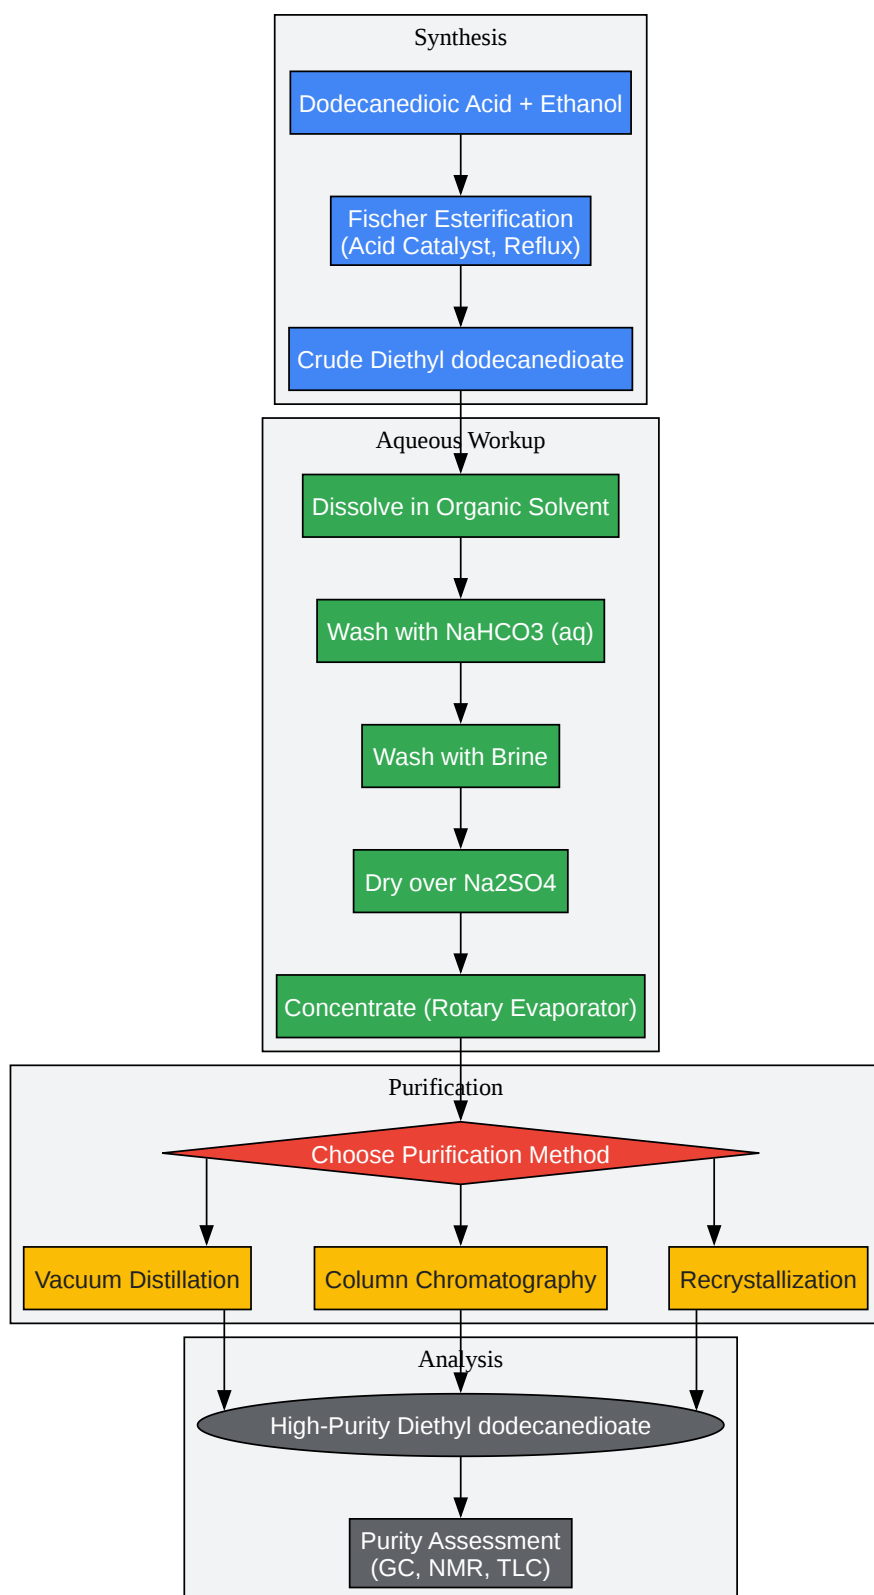 Synthesis
Dodecanedioic Acid + Ethanol
Fischer Esterification
(Acid Catalyst, Reflux)
Crude Diethyl dodecanedioate
Aqueous Workup
Dissolve in Organic Solvent
Wash with NaHCO3 (aq)
Wash with Brine
Dry over Na2SO4
Concentrate (Rotary Evaporator)
Purification
Choose Purification Method
Vacuum Distillation
Column Chromatography
Recrystallization
Analysis
High-Purity Diethyl dodecanedioate
Purity Assessment
(GC, NMR, TLC)